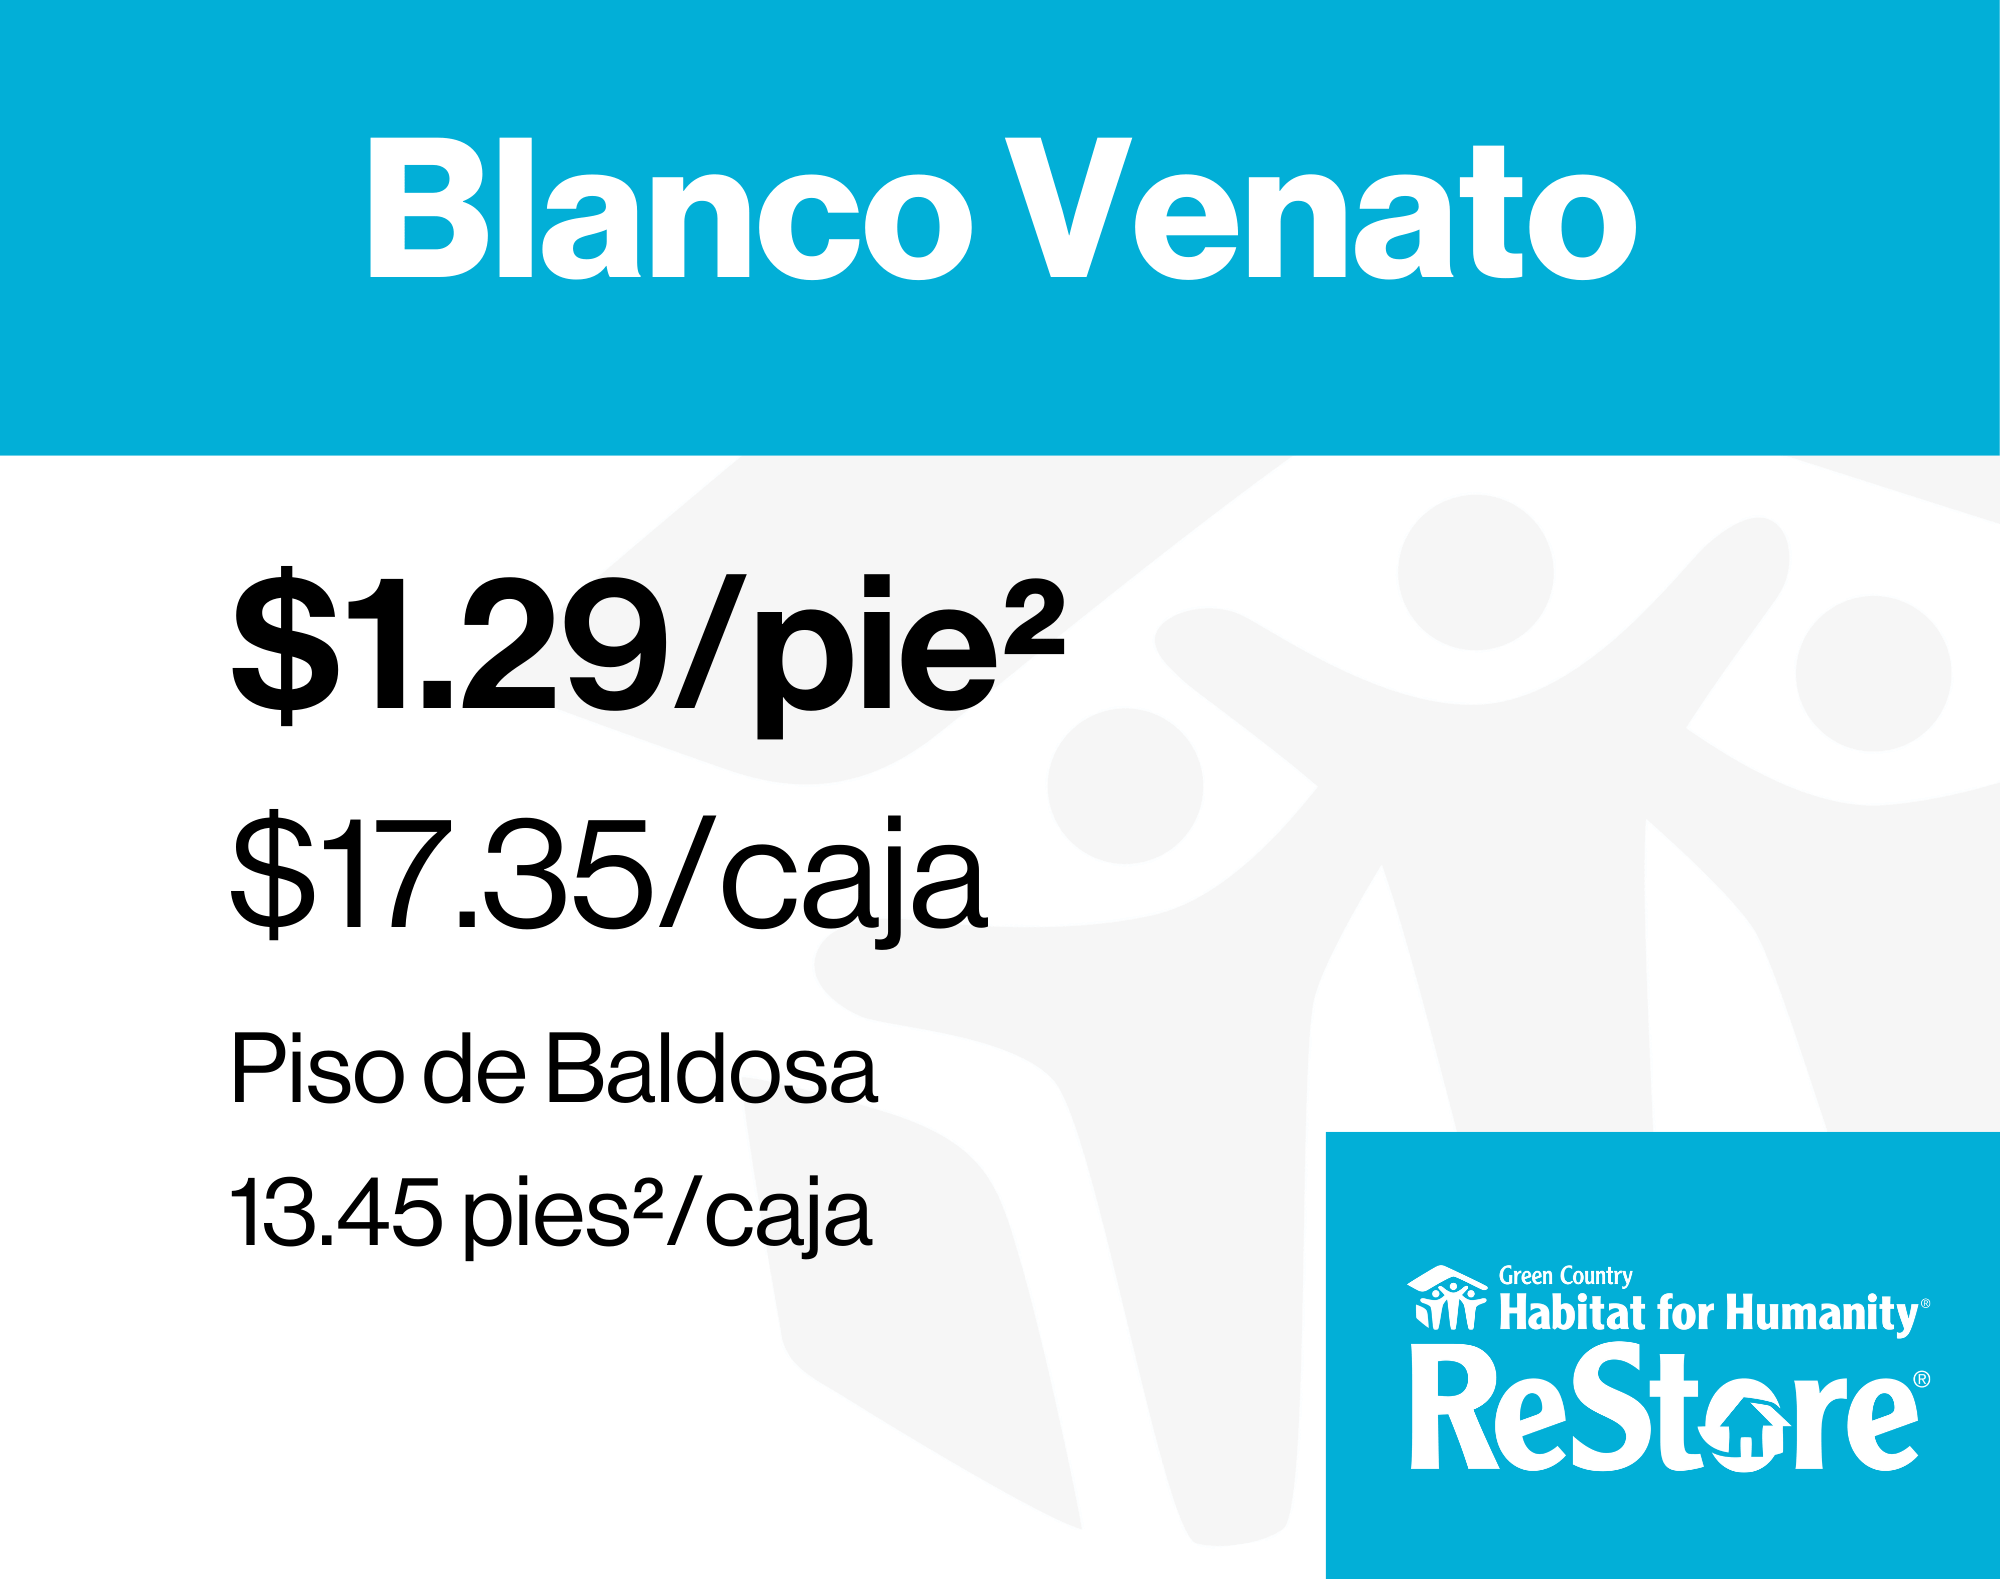 Blanco Venato
$1.29/pie²
$17.35/caja
Piso de Baldosa
13.45 pies²/caja
Green Country
Habitat for Humanity®
ReStore®